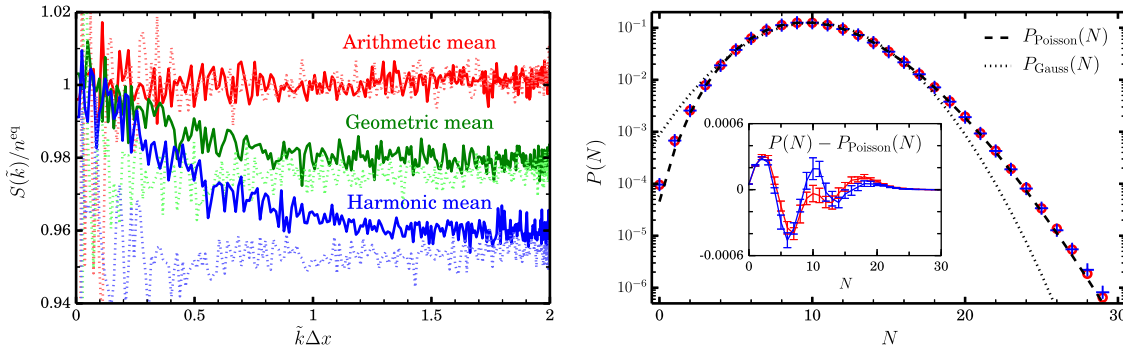 1.02
1
0.98
0.96
0.94
S(k̃)/n^eq
Arithmetic mean
Geometric mean
Harmonic mean
0 0.5 1 1.5 2
k̃Δx
10⁻¹
10⁻²
10⁻³
10⁻⁴
10⁻⁵
10⁻⁶
P(N)
P_Poisson(N)
P_Gauss(N)
0.0006
0
-0.0006
P(N) − P_Poisson(N)
0 10 20 30
N
0 10 20 30
N